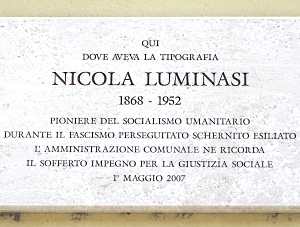 QUI
DOVE AVEVA LA TIPOGRAFIA
NICOLA LUMINASI
1868 - 1952
PIONIERE DEL SOCIALISMO UMANITARIO
DURANTE IL FASCISMO PERSEGUITATO SCHERNITO ESILIATO
L'AMMINISTRAZIONE COMUNALE NE RICORDA
IL SOFFERTO IMPEGNO PER LA GIUSTIZIA SOCIALE
1° MAGGIO 2007